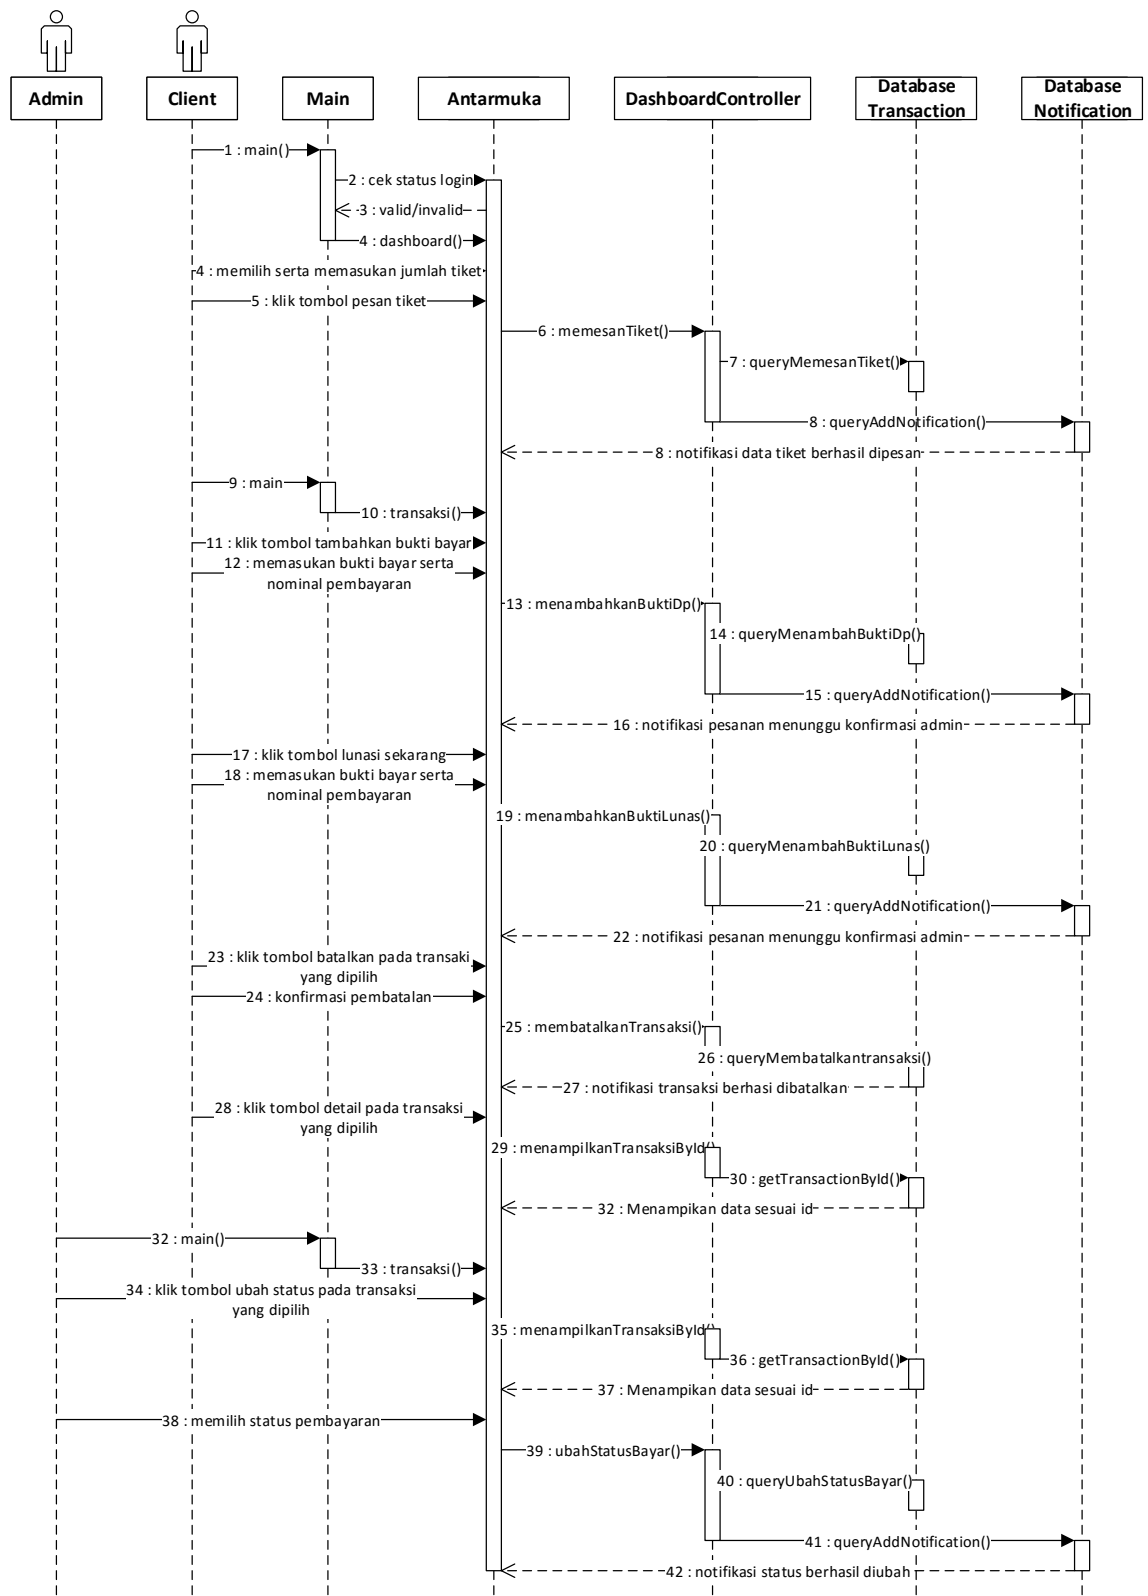 Admin
Client
Main
Antarmuka
DashboardController
Database
Transaction
Database
Notification
1 : main()
2 : cek status login
3 : valid/invalid
4 : dashboard()
4 : memilih serta memasukan jumlah tiket
5 : klik tombol pesan tiket
6 : memesanTiket()
7 : queryMemesanTiket()
8 : queryAddNotification()
8 : notifikasi data tiket berhasil dipesan
9 : main
10 : transaksi()
11 : klik tombol tambahkan bukti bayar
12 : memasukan bukti bayar serta
nominal pembayaran
13 : menambahkanBuktiDp()
14 : queryMenambahBuktiDp()
15 : queryAddNotification()
16 : notifikasi pesanan menunggu konfirmasi admin
17 : klik tombol lunasi sekarang
18 : memasukan bukti bayar serta
nominal pembayaran
19 : menambahkanBuktiLunas()
20 : queryMenambahBuktiLunas()
21 : queryAddNotification()
22 : notifikasi pesanan menunggu konfirmasi admin
23 : klik tombol batalkan pada transaki
yang dipilih
24 : konfirmasi pembatalan
25 : membatalkanTransaksi()
26 : queryMembatalkantransaksi()
27 : notifikasi transaksi berhasi dibatalkan
28 : klik tombol detail pada transaksi
yang dipilih
29 : menampilkanTransaksiById()
30 : getTransactionById()
32 : Menampikan data sesuai id
32 : main()
33 : transaksi()
34 : klik tombol ubah status pada transaksi
yang dipilih
35 : menampilkanTransaksiById()
36 : getTransactionById()
37 : Menampikan data sesuai id
38 : memilih status pembayaran
39 : ubahStatusBayar()
40 : queryUbahStatusBayar()
41 : queryAddNotification()
42 : notifikasi status berhasil diubah